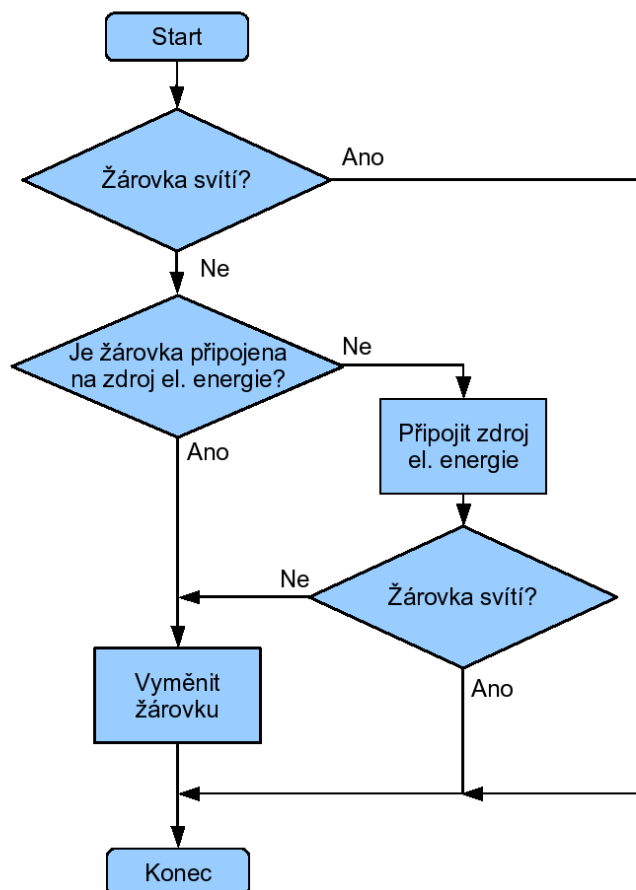 Start
Žárovka svítí?
Ano
Ne
Je žárovka připojena
na zdroj el. energie?
Ne
Ano
Připojit zdroj
el. energie
Žárovka svítí?
Ne
Ano
Vyměnit
žárovku
Konec